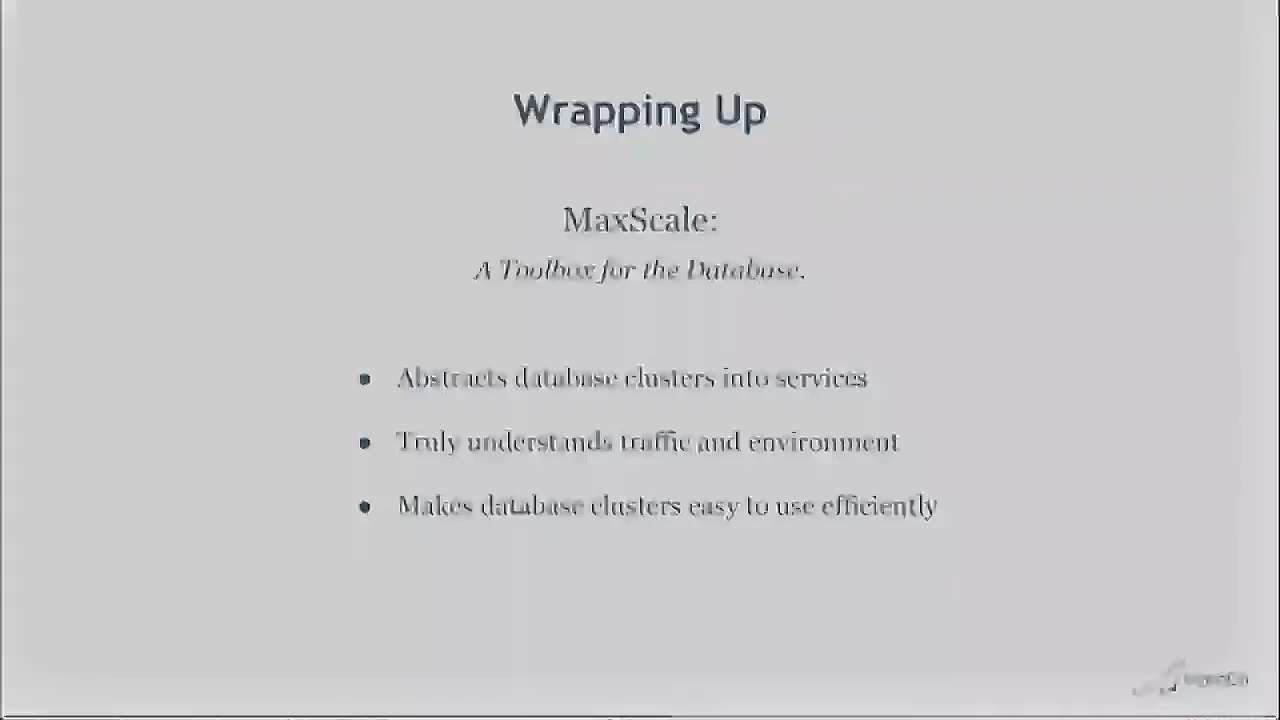 Wrapping Up
MaxScale:
A Toolbox for the Database.
• Abstracts database clusters into services
• Truly understands traffic and environment
• Makes database clusters easy to use efficiently